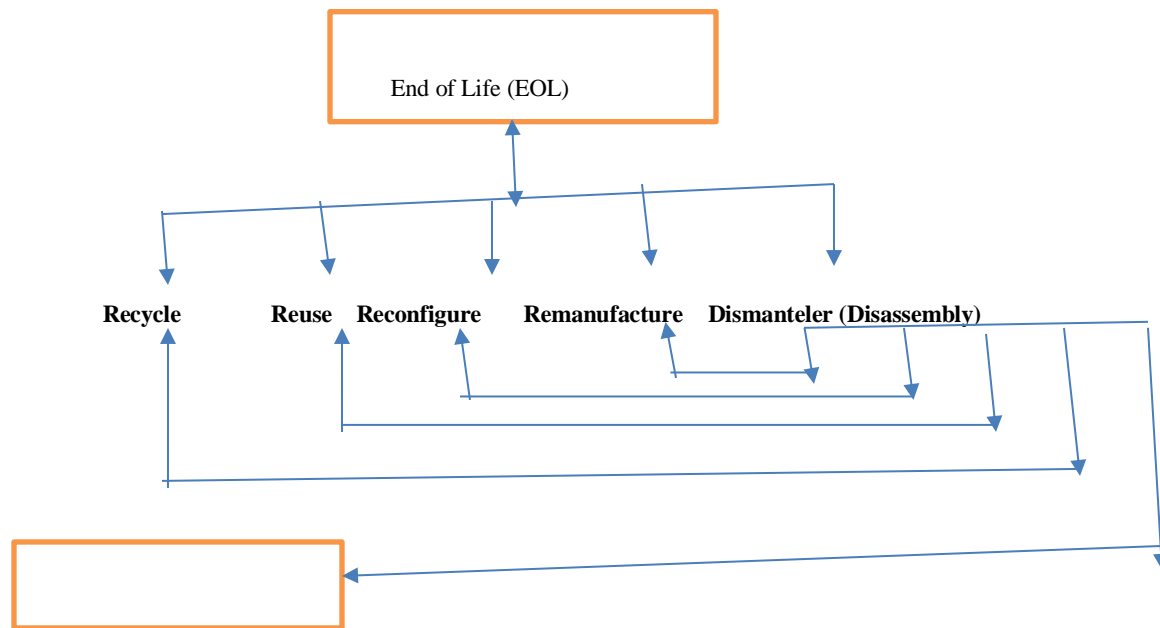 End of Life (EOL)
Recycle Reuse Reconfigure Remanufacture Dismanteler (Disassembly)